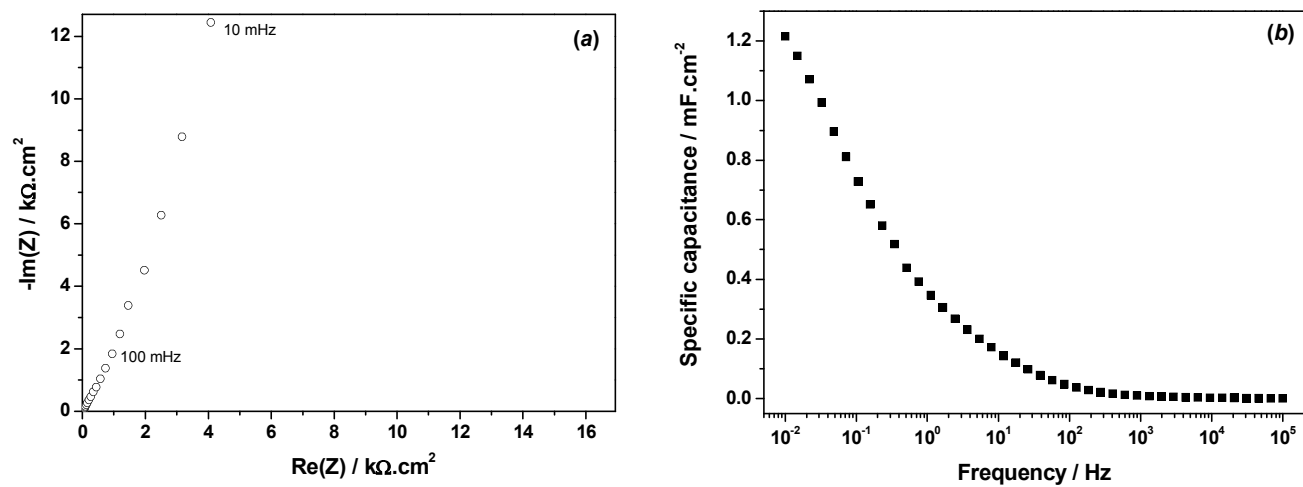 (a)
12
10
8
6
4
2
0
10 mHz
100 mHz
0 2 4 6 8 10 12 14 16
-Im(Z) / kΩ.cm²
Re(Z) / kΩ.cm²
(b)
1.2
1.0
0.8
0.6
0.4
0.2
0.0
10⁻² 10⁻¹ 10⁰ 10¹ 10² 10³ 10⁴ 10⁵
Specific capacitance / mF.cm⁻²
Frequency / Hz